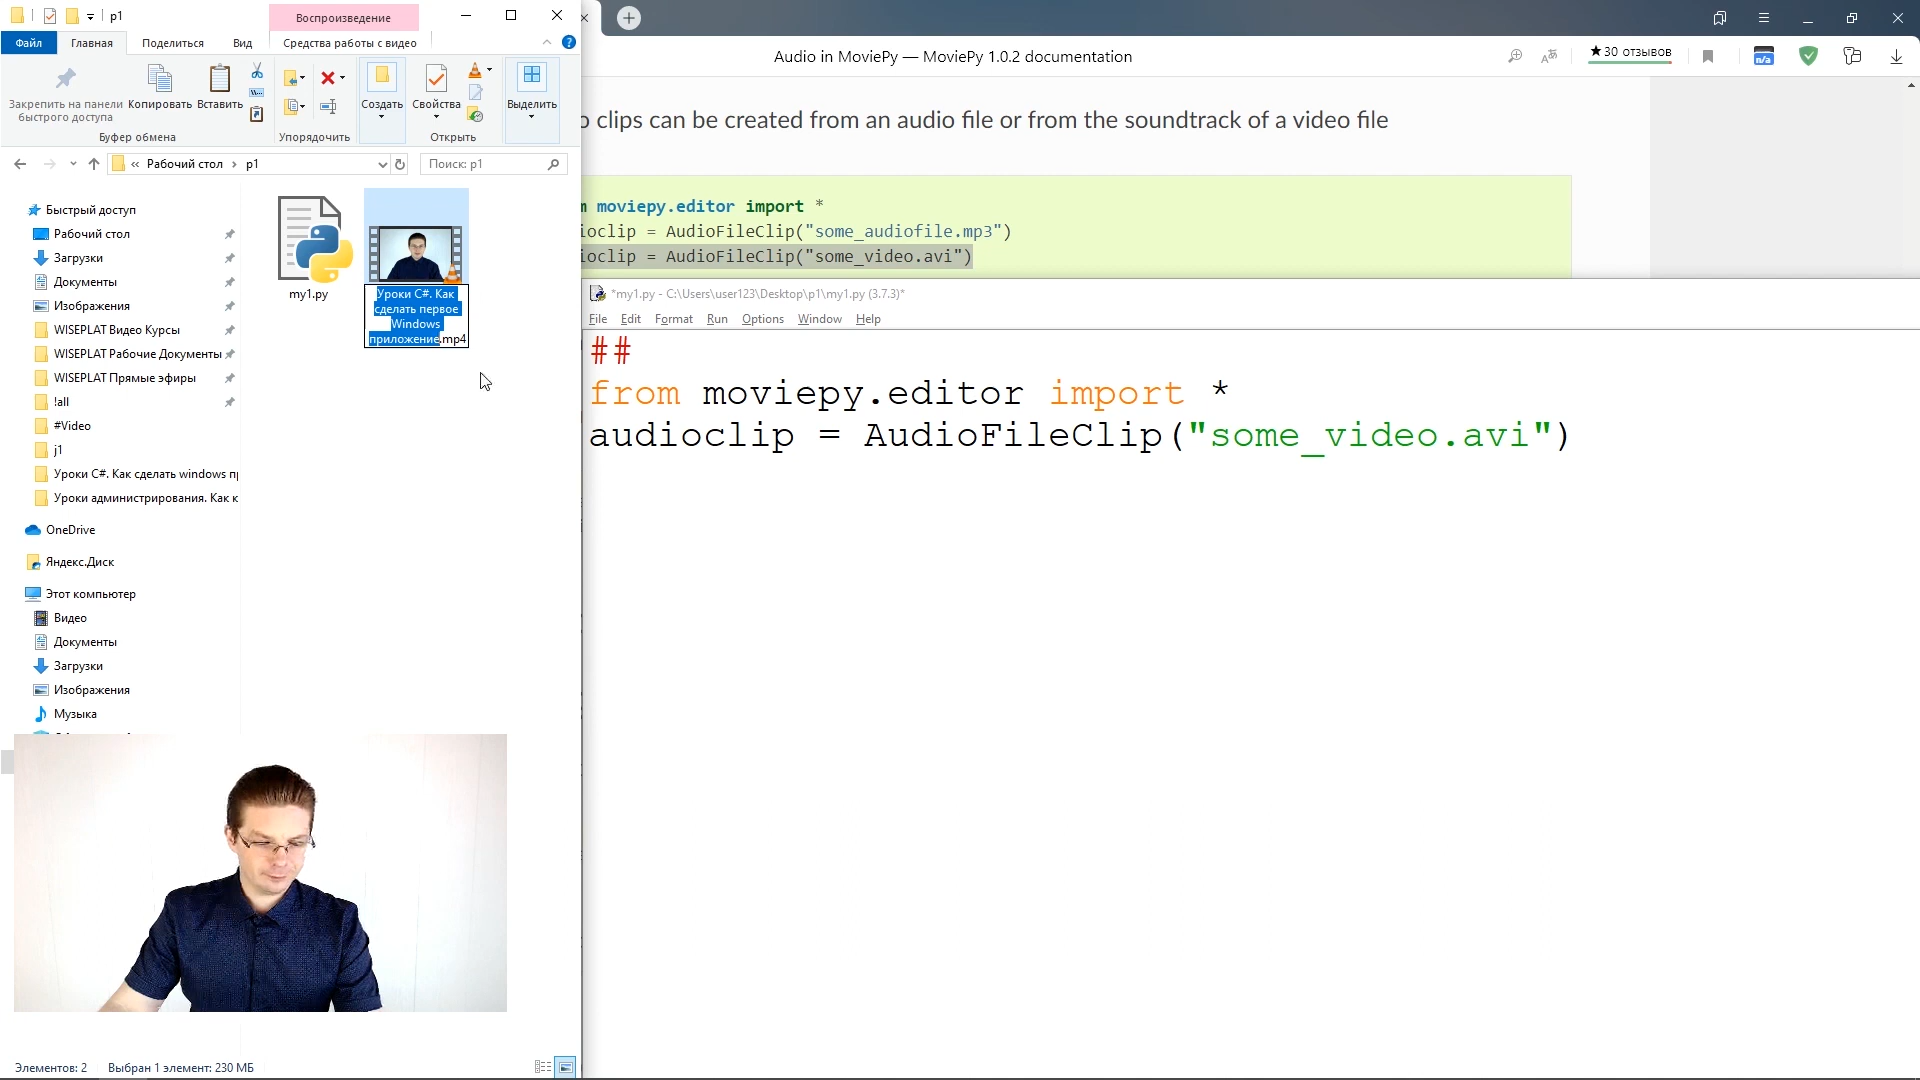 p1
Воспроизведение
Файл
Главная
Поделиться
Вид
Средства работы с видео
Закрепить на панели
быстрого доступа
Копировать
Вставить
Создать
Свойства
Выделить
Буфер обмена
Упорядочить
Открыть
« Рабочий стол › p1
Поиск: p1
Быстрый доступ
Рабочий стол
Загрузки
Документы
Изображения
WISEPLAT Видео Курсы
WISEPLAT Рабочие Документы
WISEPLAT Прямые эфиры
!all
#Video
j1
Уроки C#. Как сделать windows п
Уроки администрирования. Как к
OneDrive
Яндекс.Диск
Этот компьютер
Видео
Документы
Загрузки
Изображения
Музыка
my1.py
Уроки C#. Как
сделать первое
Windows
приложение.mp4
Элементов: 2
Выбран 1 элемент: 230 МБ
Audio in MoviePy — MoviePy 1.0.2 documentation
★30 отзывов
n/a
o clips can be created from an audio file or from the soundtrack of a video file
m moviepy.editor import *
ioclip = AudioFileClip("some_audiofile.mp3")
ioclip = AudioFileClip("some_video.avi")
*my1.py - C:\Users\user123\Desktop\p1\my1.py (3.7.3)*
File Edit Format Run Options Window Help
##
from moviepy.editor import *
audioclip = AudioFileClip("some_video.avi")